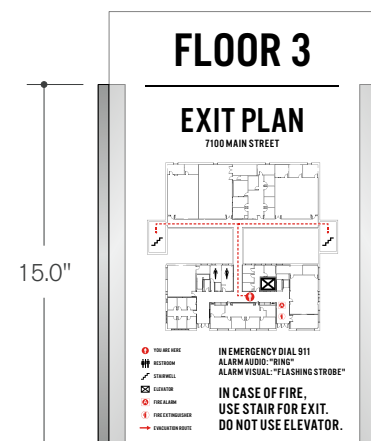 FLOOR 3
EXIT PLAN
7100 MAIN STREET
15.0"
YOU ARE HERE
RESTROOM
STAIRWELL
ELEVATOR
FIRE ALARM
FIRE EXTINGUISHER
EVACUATION ROUTE
IN EMERGENCY DIAL 911
ALARM AUDIO: "RING"
ALARM VISUAL: "FLASHING STROBE"
IN CASE OF FIRE,
USE STAIR FOR EXIT.
DO NOT USE ELEVATOR.